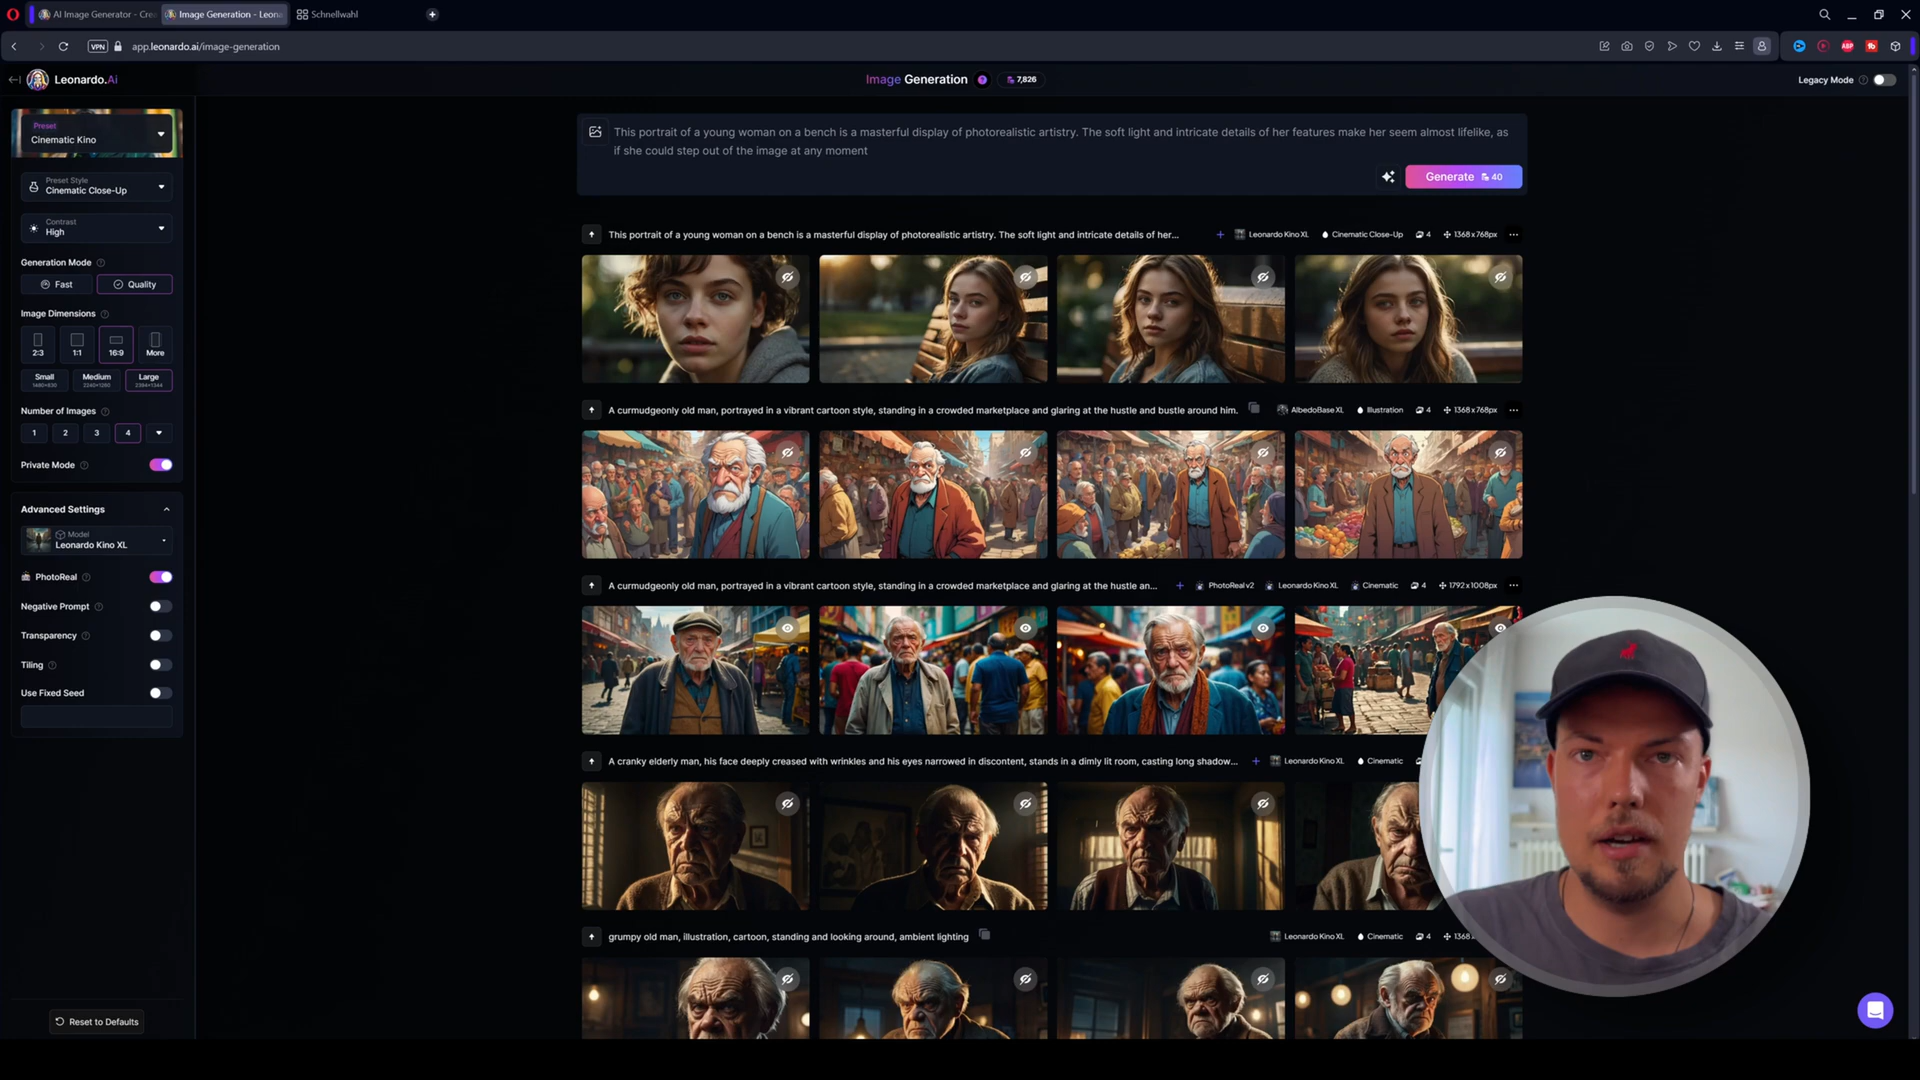 AI Image Generator - Cre
Image Generation - Leona
Schnellwahl
VPN
app.leonardo.ai/image-generation
ABP
Leonardo.Ai
Image Generation
7,826
Legacy Mode
Preset
Cinematic Kino
Preset Style
Cinematic Close-Up
Contrast
High
Generation Mode
Fast
Quality
Image Dimensions
2:3
1:1
16:9
More
Small
1480×830
Medium
2240×1260
Large
2384×1344
Number of Images
1
2
3
4
Private Mode
Advanced Settings
Model
Leonardo Kino XL
PhotoReal
Negative Prompt
Transparency
Tiling
Use Fixed Seed
Reset to Defaults
This portrait of a young woman on a bench is a masterful display of photorealistic artistry. The soft light and intricate details of her features make her seem almost lifelike, as
if she could step out of the image at any moment
Generate 40
This portrait of a young woman on a bench is a masterful display of photorealistic artistry. The soft light and intricate details of her...
Leonardo Kino XL
Cinematic Close-Up
4
1368x768px
A curmudgeonly old man, portrayed in a vibrant cartoon style, standing in a crowded marketplace and glaring at the hustle and bustle around him.
AlbedoBase XL
Illustration
4
1368x768px
A curmudgeonly old man, portrayed in a vibrant cartoon style, standing in a crowded marketplace and glaring at the hustle an...
PhotoReal v2
Leonardo Kino XL
Cinematic
4
1792x1008px
A cranky elderly man, his face deeply creased with wrinkles and his eyes narrowed in discontent, stands in a dimly lit room, casting long shadow...
Leonardo Kino XL
Cinematic
grumpy old man, illustration, cartoon, standing and looking around, ambient lighting
Leonardo Kino XL
Cinematic
4
1368x